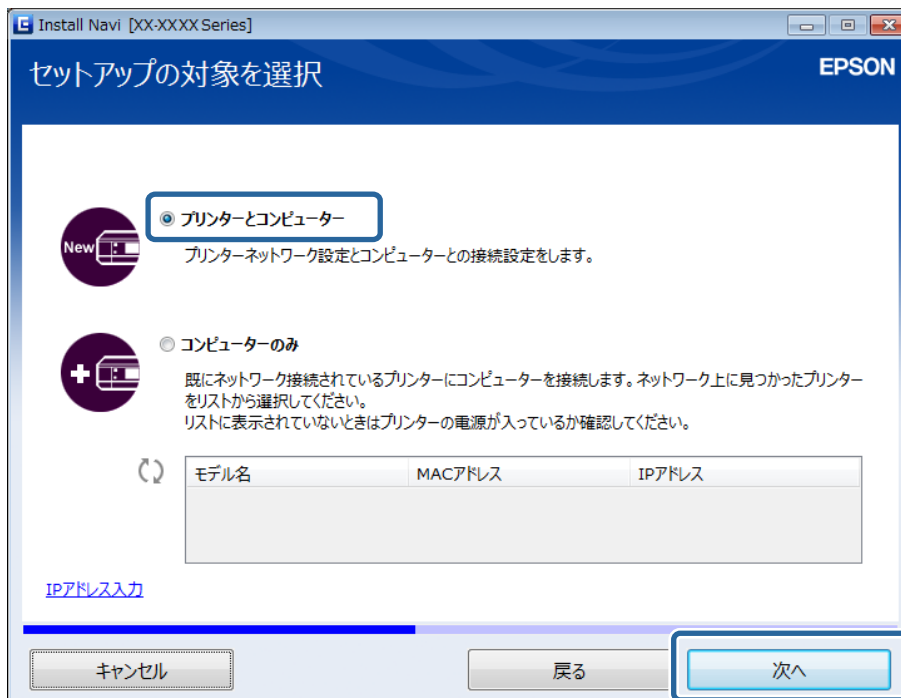 Install Navi [XX-XXXX Series]
セットアップの対象を選択
EPSON
New
プリンターとコンピューター
プリンターネットワーク設定とコンピューターとの接続設定をします。
コンピューターのみ
既にネットワーク接続されているプリンターにコンピューターを接続します。ネットワーク上に見つかったプリンター
をリストから選択してください。
リストに表示されていないときはプリンターの電源が入っているか確認してください。
モデル名 MACアドレス IPアドレス
IPアドレス入力
キャンセル 戻る 次へ